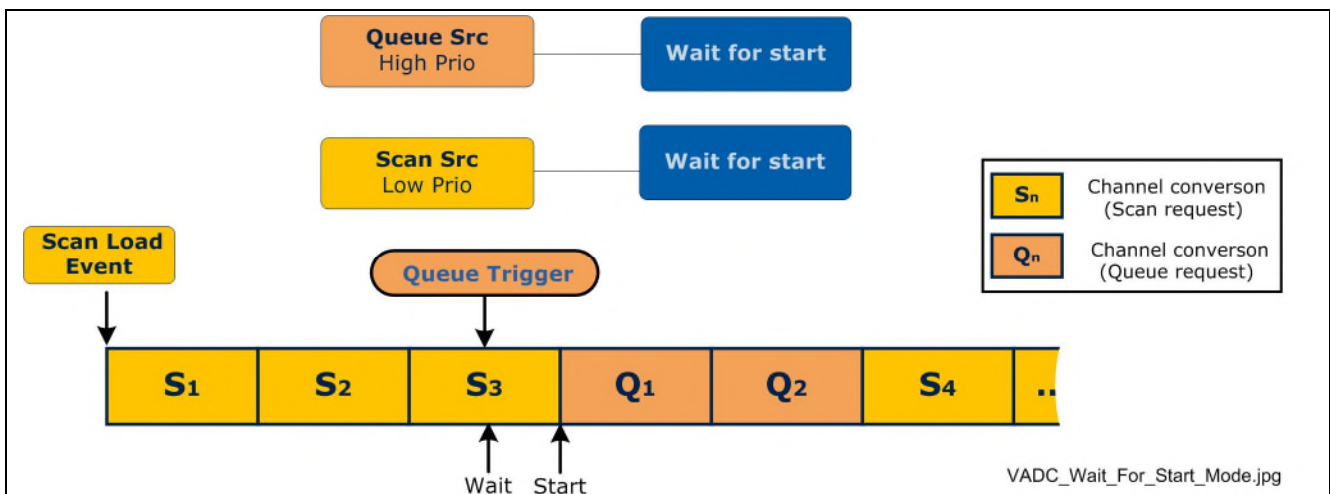 Queue Src
High Prio
Wait for start
Scan Src
Low Prio
Wait for start
Sn
Channel converson
(Scan request)
Qn
Channel converson
(Queue request)
Scan Load
Event
Queue Trigger
S1
S2
S3
Q1
Q2
S4
..
Wait
Start
VADC_Wait_For_Start_Mode.jpg